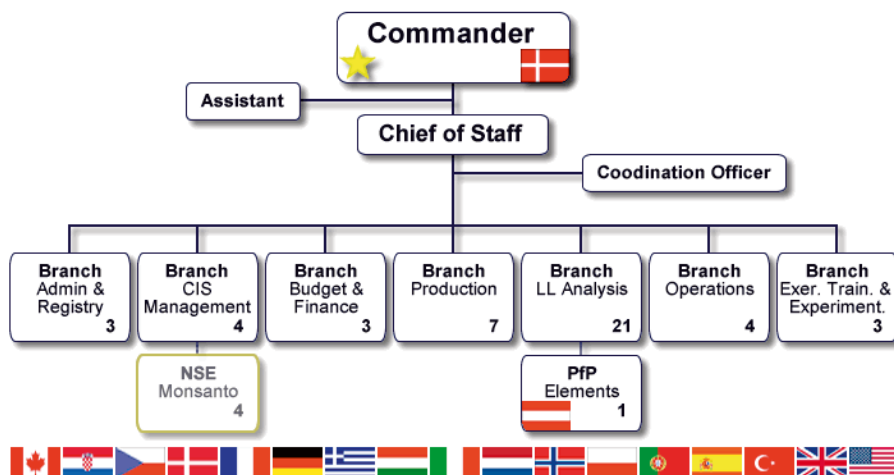 Commander
Assistant
Chief of Staff
Coodination Officer
Branch
Admin &
Registry
3
Branch
CIS
Management
4
Branch
Budget &
Finance
3
Branch
Production
7
Branch
LL Analysis
21
Branch
Operations
4
Branch
Exer. Train. &
Experiment.
3
NSE
Monsanto
4
PfP
Elements
1